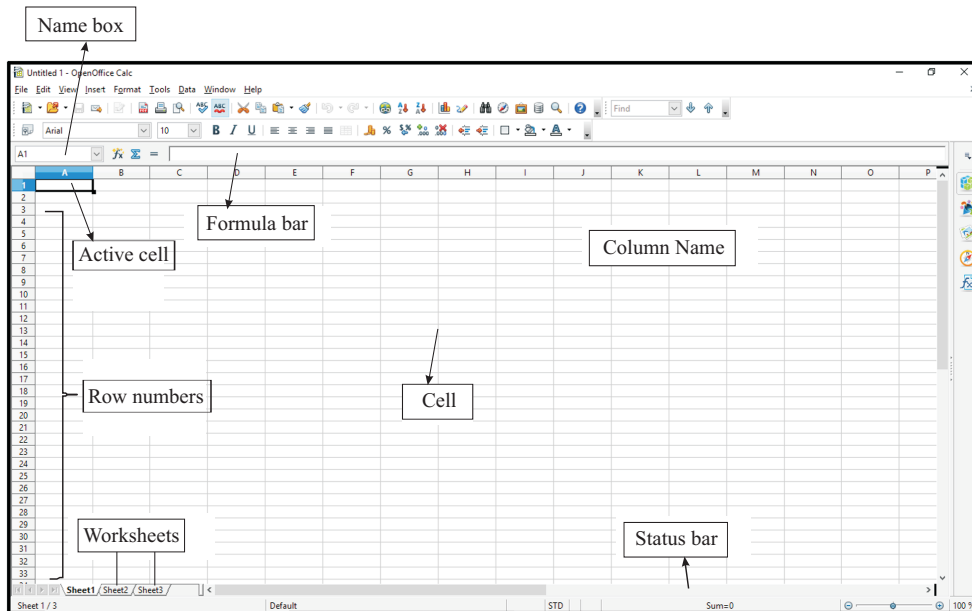 Name box
Untitled 1 - OpenOffice Calc
File Edit View Insert Format Tools Data Window Help
Find
Arial 10 B I U
A1
A B C D E F G H I J K L M N O P
1
2
3
4
5
6
7
8
9
10
11
12
13
14
15
16
17
18
19
20
21
22
23
24
25
26
27
28
29
30
31
32
33
Formula bar
Column Name
Active cell
Row numbers
Cell
Worksheets
Status bar
Sheet1 Sheet2 Sheet3
Sheet 1 / 3 Default STD Sum=0 100 %